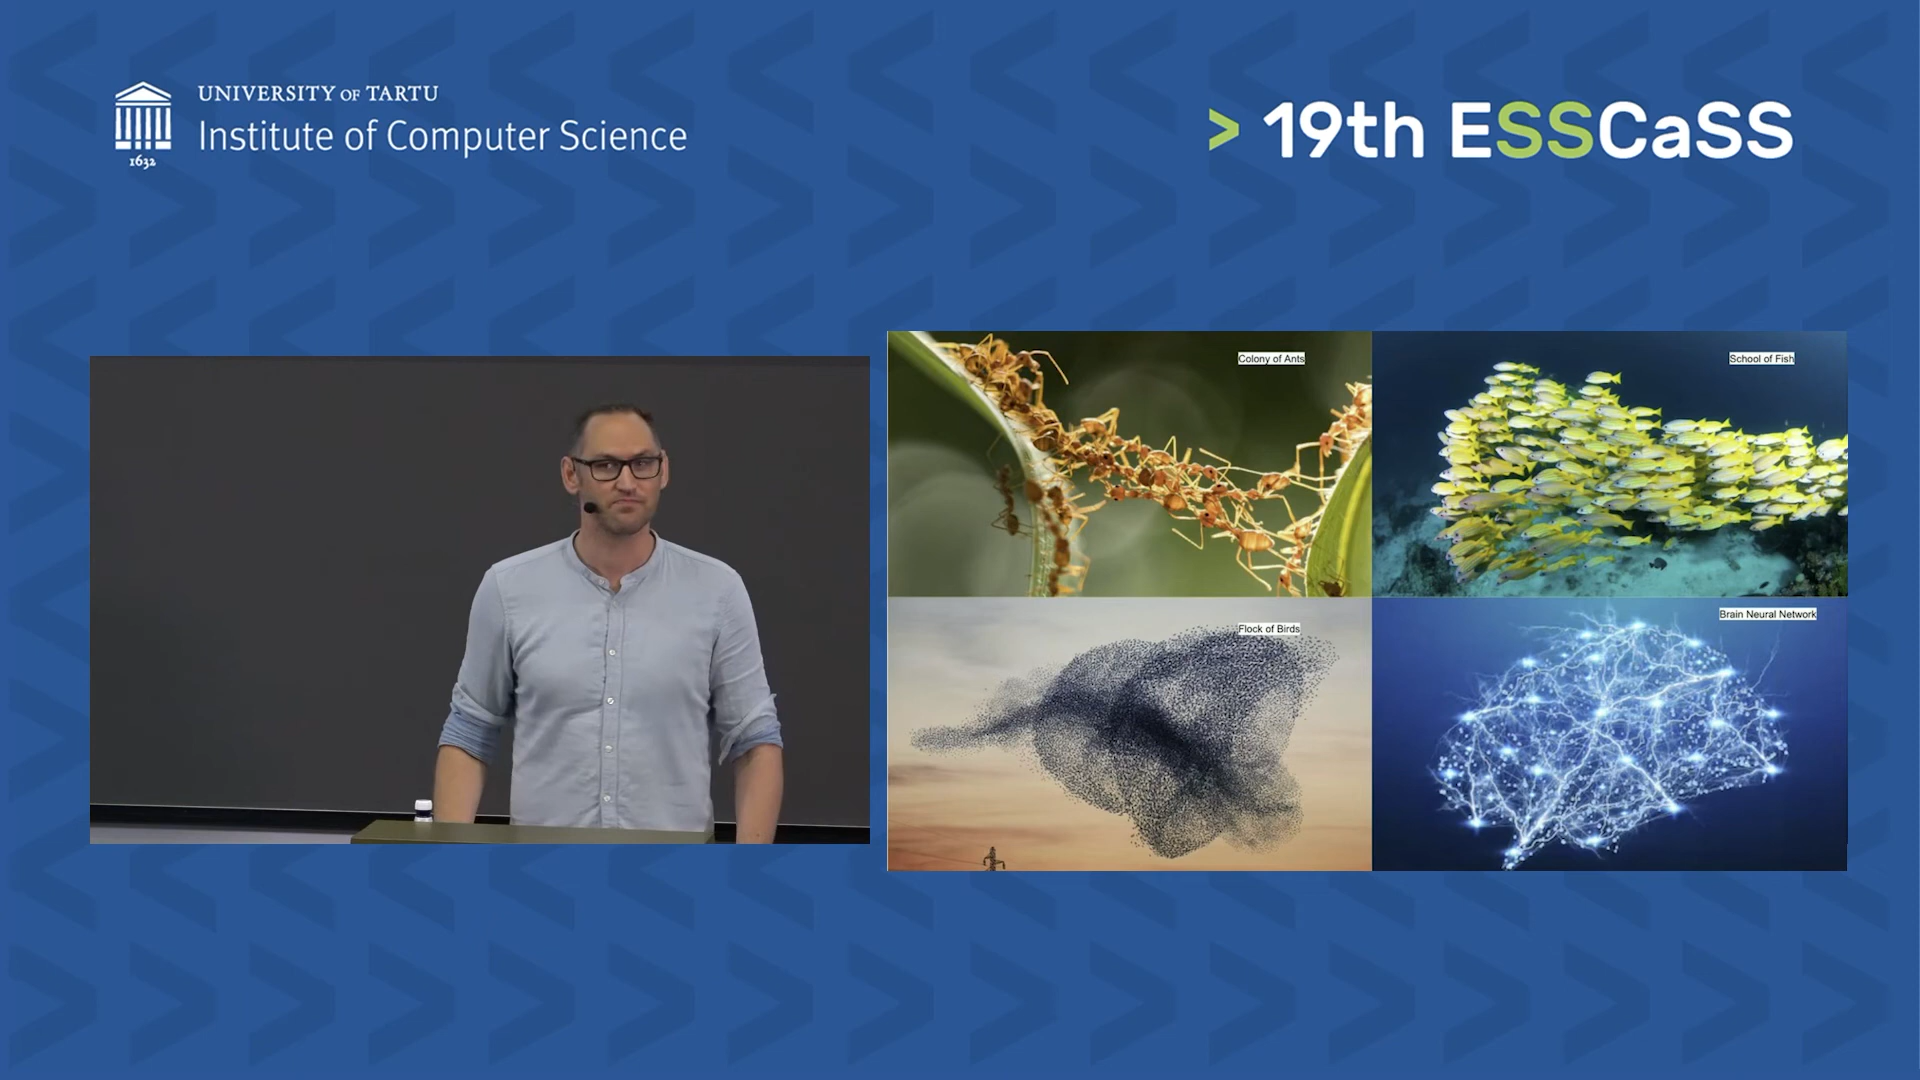 UNIVERSITY OF TARTU
Institute of Computer Science
1632
> 19th ESSCaSS
Colony of Ants
School of Fish
Flock of Birds
Brain Neural Network